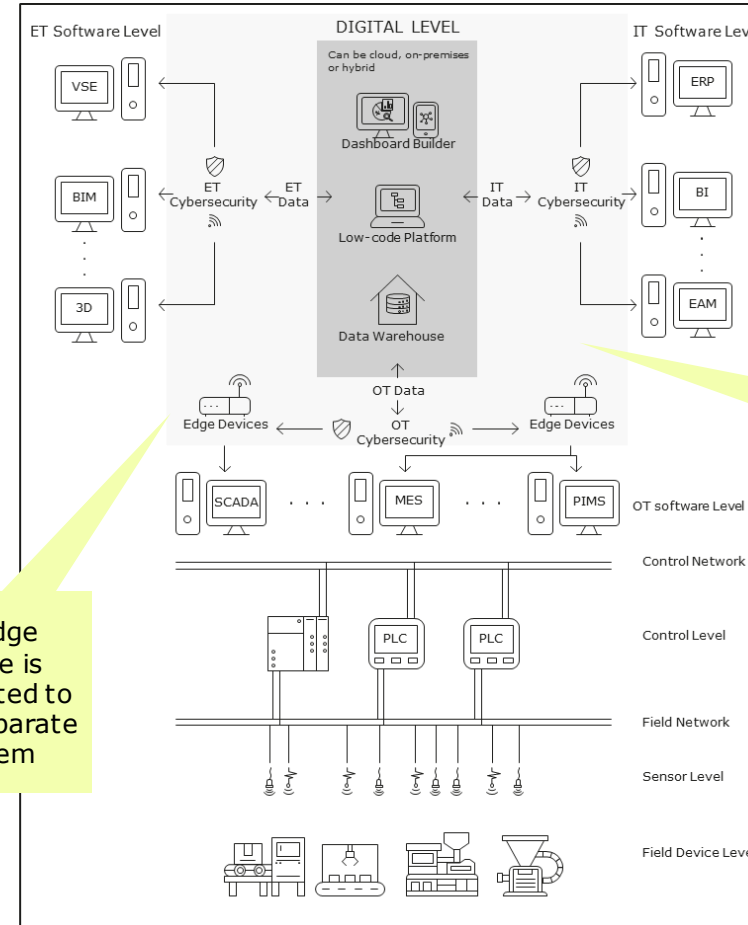 ET Software Level
DIGITAL LEVEL
IT Software Lev
Can be cloud, on-premises
or hybrid
VSE
ERP
Dashboard Builder
ET
Cybersecurity
ET
Data
IT
Data
IT
Cybersecurity
BIM
BI
Low-code Platform
3D
EAM
Data Warehouse
OT Data
Edge Devices
OT
Cybersecurity
Edge Devices
SCADA
MES
PIMS
OT software Level
Control Network
PLC
PLC
Control Level
dge
e is
ted to
parate
em
Field Network
Sensor Level
Field Device Leve